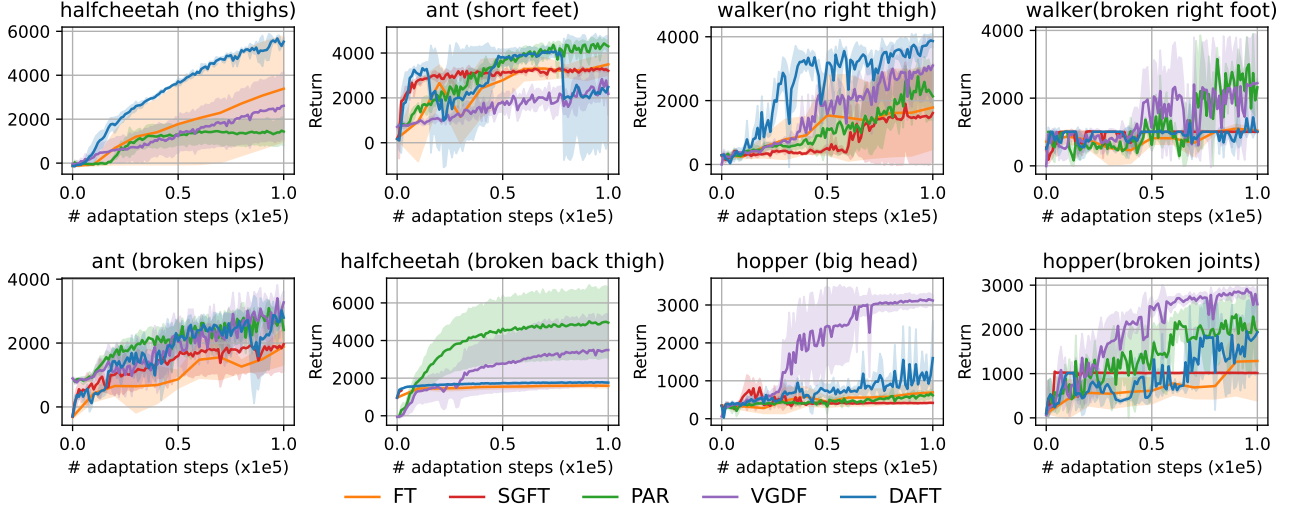 halfcheetah (no thighs)
6000
4000
2000
0
0.0 0.5 1.0
# adaptation steps (x1e5)
ant (short feet)
Return
4000
2000
0
0.0 0.5 1.0
# adaptation steps (x1e5)
walker(no right thigh)
Return
4000
2000
0
0.0 0.5 1.0
# adaptation steps (x1e5)
walker(broken right foot)
Return
4000
2000
0
0.0 0.5 1.0
# adaptation steps (x1e5)
ant (broken hips)
4000
2000
0
0.0 0.5 1.0
# adaptation steps (x1e5)
halfcheetah (broken back thigh)
Return
6000
4000
2000
0
0.0 0.5 1.0
# adaptation steps (x1e5)
hopper (big head)
Return
3000
2000
1000
0
0.0 0.5 1.0
# adaptation steps (x1e5)
hopper(broken joints)
Return
3000
2000
1000
0
0.0 0.5 1.0
# adaptation steps (x1e5)
FT SGFT PAR VGDF DAFT